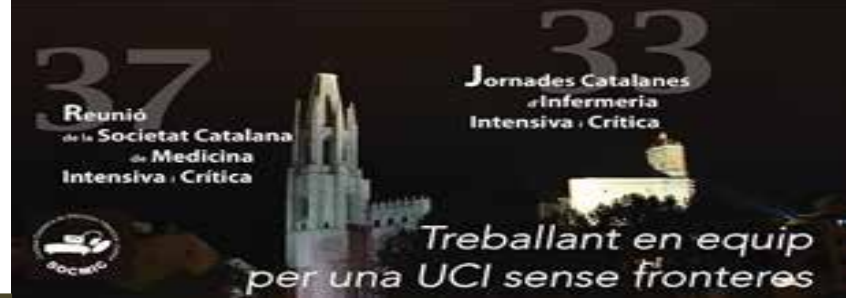 37
Reunió
de la Societat Catalana
de Medicina
Intensiva i Crítica
33
Jornades Catalanes
d'Infermeria
Intensiva i Crítica
Treballant en equip
per una UCI sense fronteres
SOCMIC